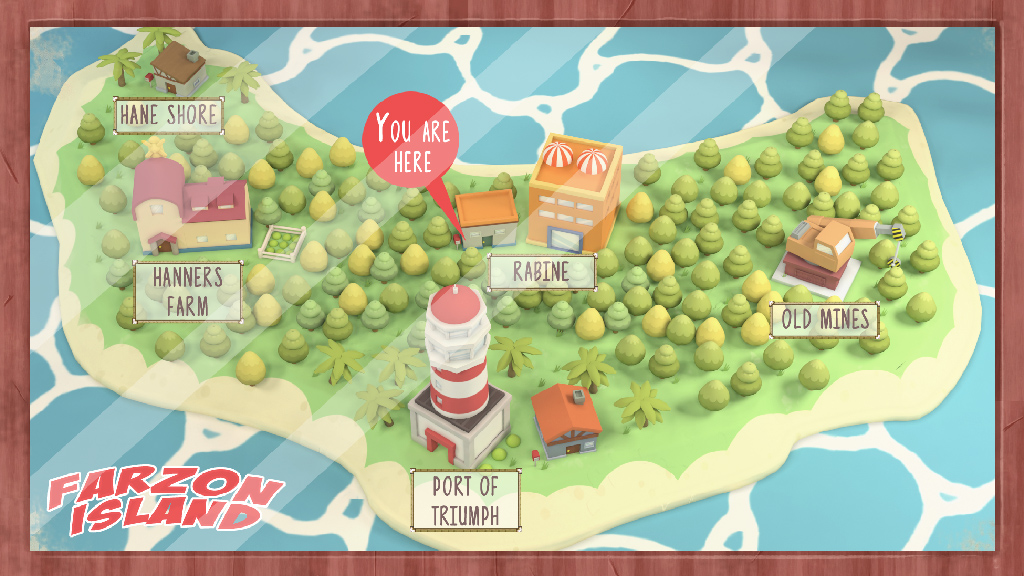 HANE SHORE
YOU ARE
HERE
HANNERS
FARM
RABINE
OLD MINES
PORT OF
TRIUMPH
FARZON
ISLAND